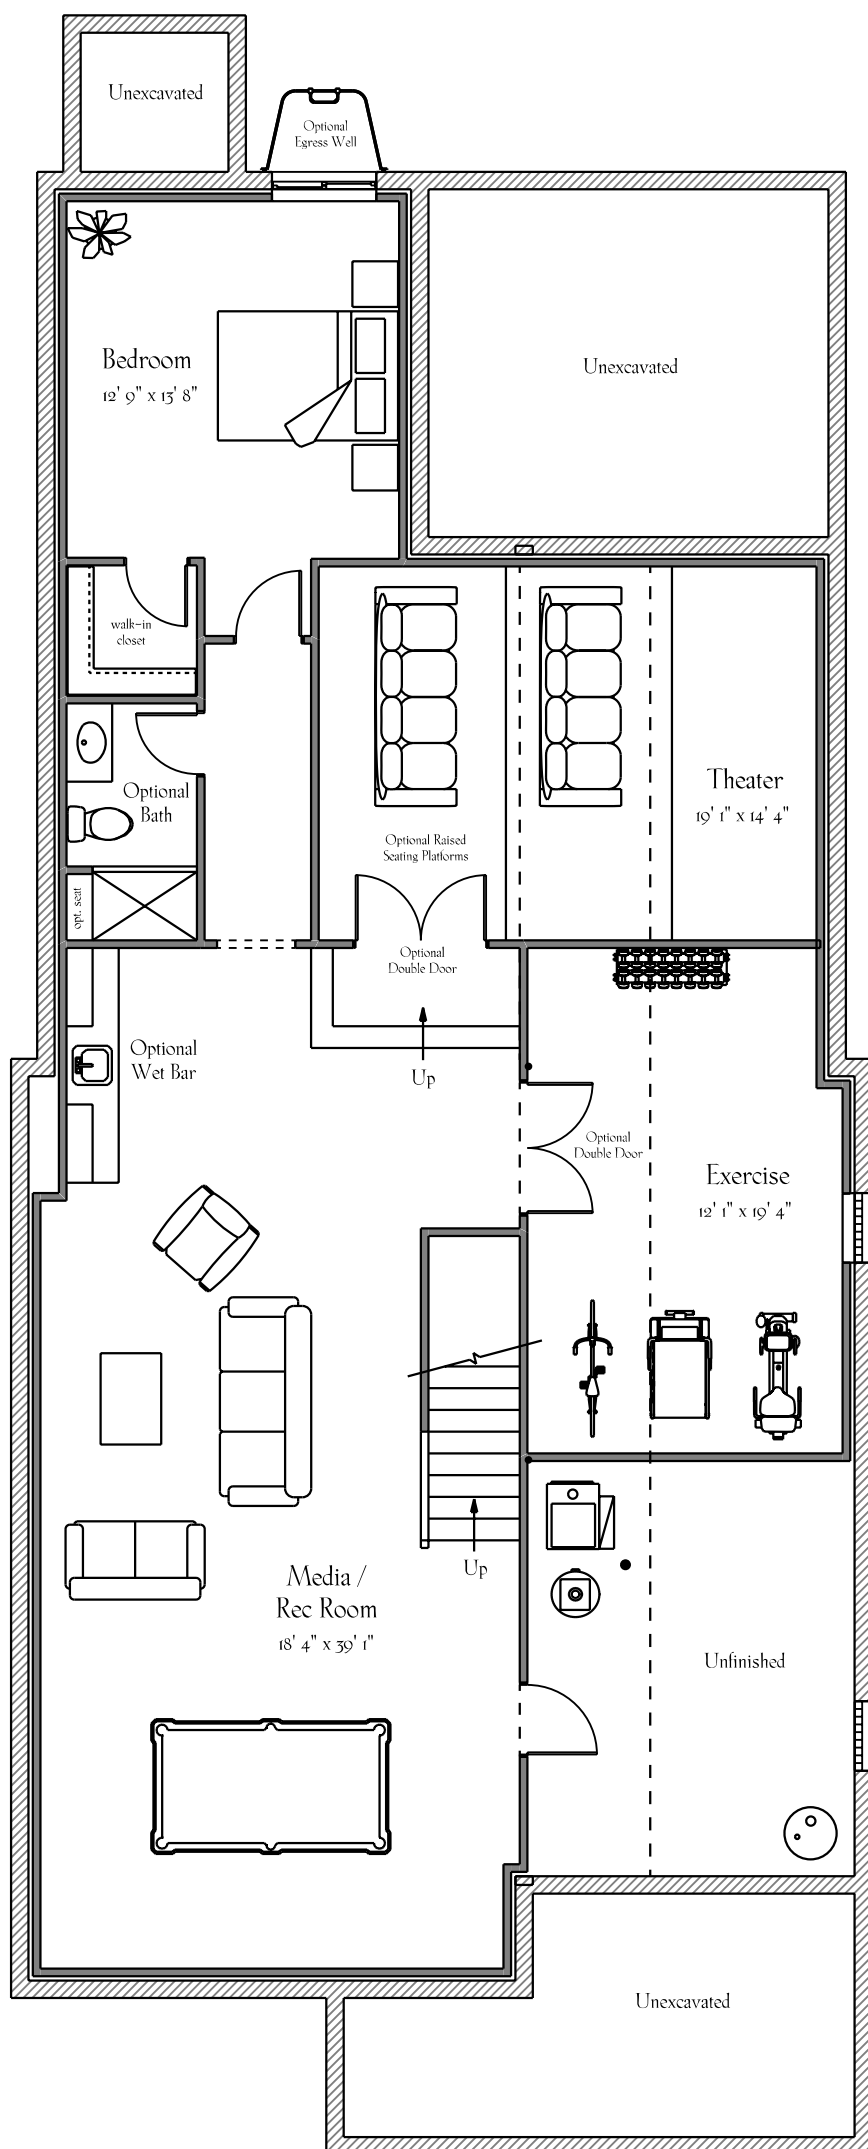 Unexcavated
Optional
Egress Well
Bedroom
12' 9" x 13' 8"
Unexcavated
walk-in
closet
Optional
Bath
opt. seat
Theater
19' 1" x 14' 4"
Optional Raised
Seating Platforms
Optional
Double Door
Up
Optional
Wet Bar
Optional
Double Door
Exercise
12' 1" x 19' 4"
Up
Media /
Rec Room
18' 4" x 39' 1"
Unfinished
Unexcavated